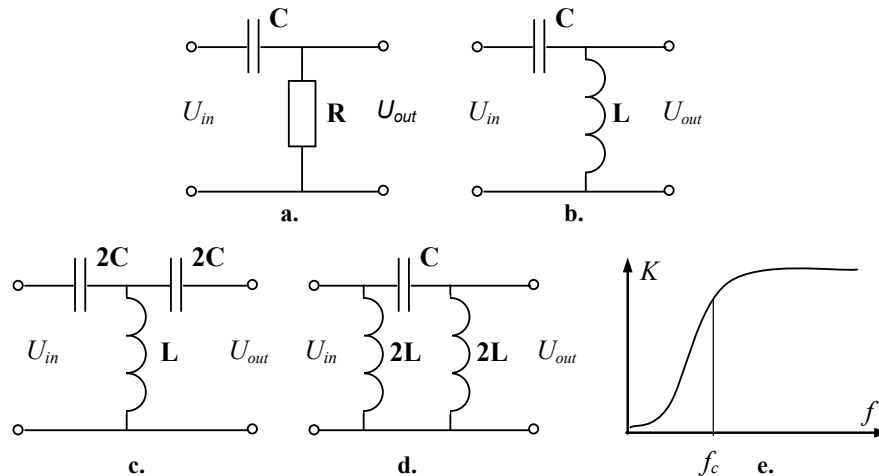 C
C
U_in
R
U_out
U_in
L
U_out
a.
b.
2C
2C
C
K
U_in
L
U_out
U_in
2L
2L
U_out
f
c.
d.
f_c
e.